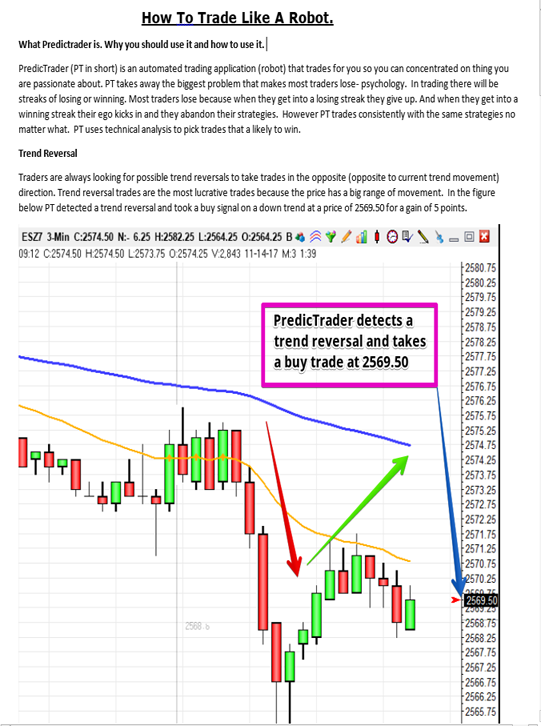 How To Trade Like A Robot.
What Predictrader is. Why you should use it and how to use it.
PredicTrader (PT in short) is an automated trading application (robot) that trades for you so you can concentrated on thing you
are passionate about. PT takes away the biggest problem that makes most traders lose- psychology.  In trading there will be
streaks of losing or winning. Most traders lose because when they get into a losing streak they give up. And when they get into a
winning streak their ego kicks in and they abandon their strategies.  However PT trades consistently with the same strategies no
matter what.  PT uses technical analysis to pick trades that a likely to win.
Trend Reversal
Traders are always looking for possible trend reversals to take trades in the opposite (opposite to current trend movement)
direction. Trend reversal trades are the most lucrative trades because the price has a big range of movement.  In the figure
below PT detected a trend reversal and took a buy signal on a down trend at a price of 2569.50 for a gain of 5 points.
ESZ7  3-Min  C:2574.50  N:-  6.25  H:2582.25  L:2564.25  O:2564.25  B
09:12  C:2574.50  H:2574.50  L:2573.75  O:2574.25  V:2,843  11-14-17  M:3  1:39
2580.75
2580.25
2579.75
2579.25
2578.75
2578.25
2577.75
2577.25
2576.75
2576.25
2575.75
2575.25
2574.75
2574.25
2573.75
2573.25
2572.75
2572.25
2571.75
2571.25
2570.75
2570.25
2569.75
2569.50
2569.25
2568.75
2568.25
2567.75
2567.25
2566.75
2566.25
2565.75
PredicTrader detects a
trend reversal and takes
a buy trade at 2569.50